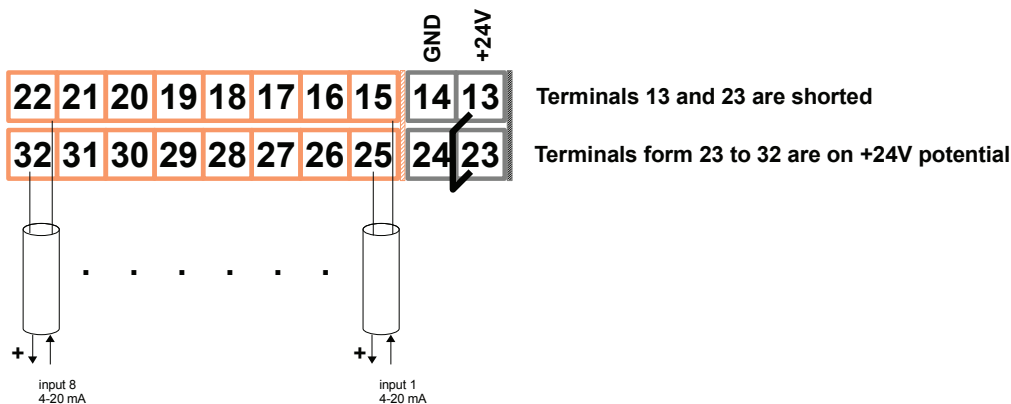 GND +24V
22 21 20 19 18 17 16 15 14 13 Terminals 13 and 23 are shorted
32 31 30 29 28 27 26 25 24 23 Terminals form 23 to 32 are on +24V potential
. . . . . .
+ +
input 8 input 1
4-20 mA 4-20 mA